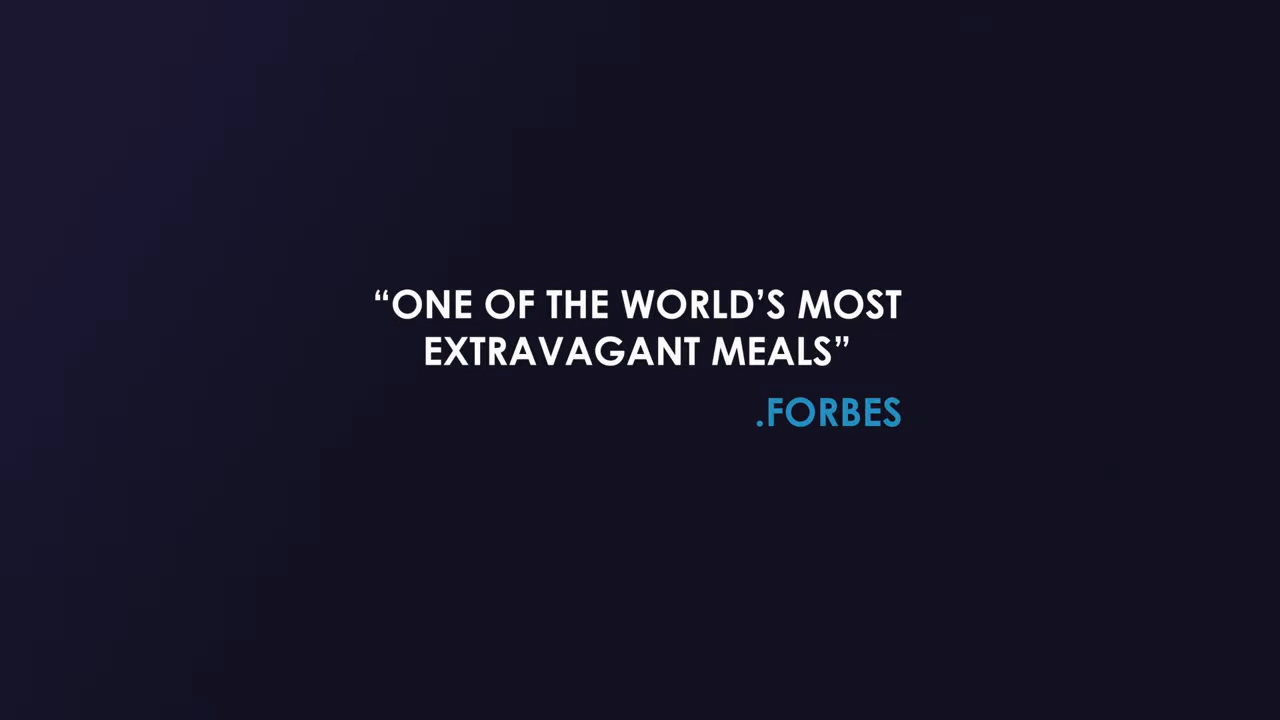 “ONE OF THE WORLD’S MOST
EXTRAVAGANT MEALS”
.FORBES